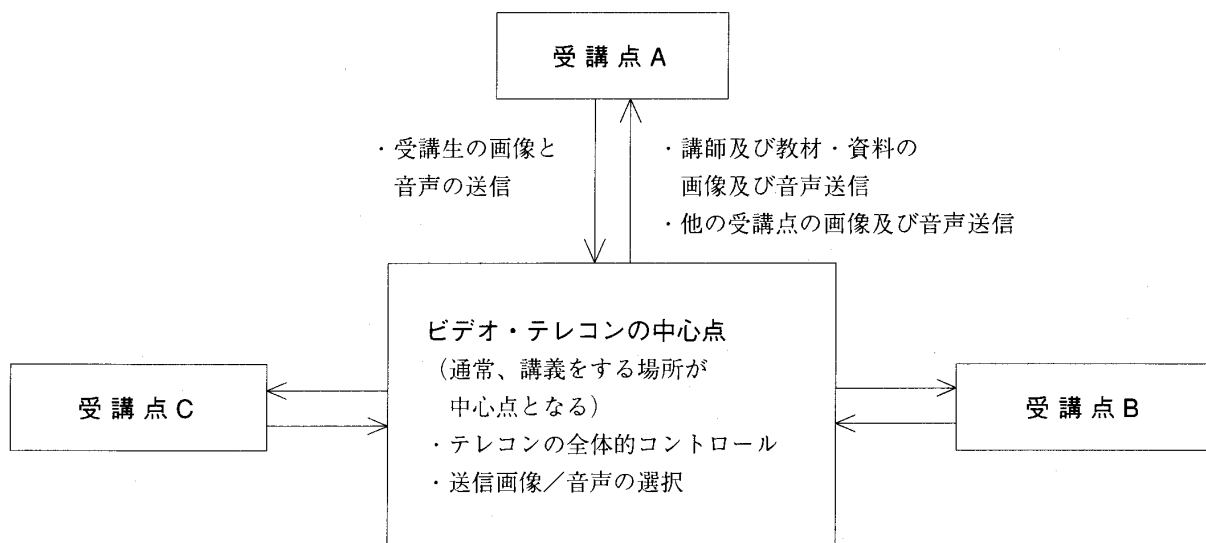 受講点A
・受講生の画像と
音声の送信
・講師及び教材・資料の
画像及び音声送信
・他の受講点の画像及び音声送信
ビデオ・テレコンの中心点
（通常、講義をする場所が
中心点となる）
・テレコンの全体的コントロール
・送信画像／音声の選択
受講点C
受講点B